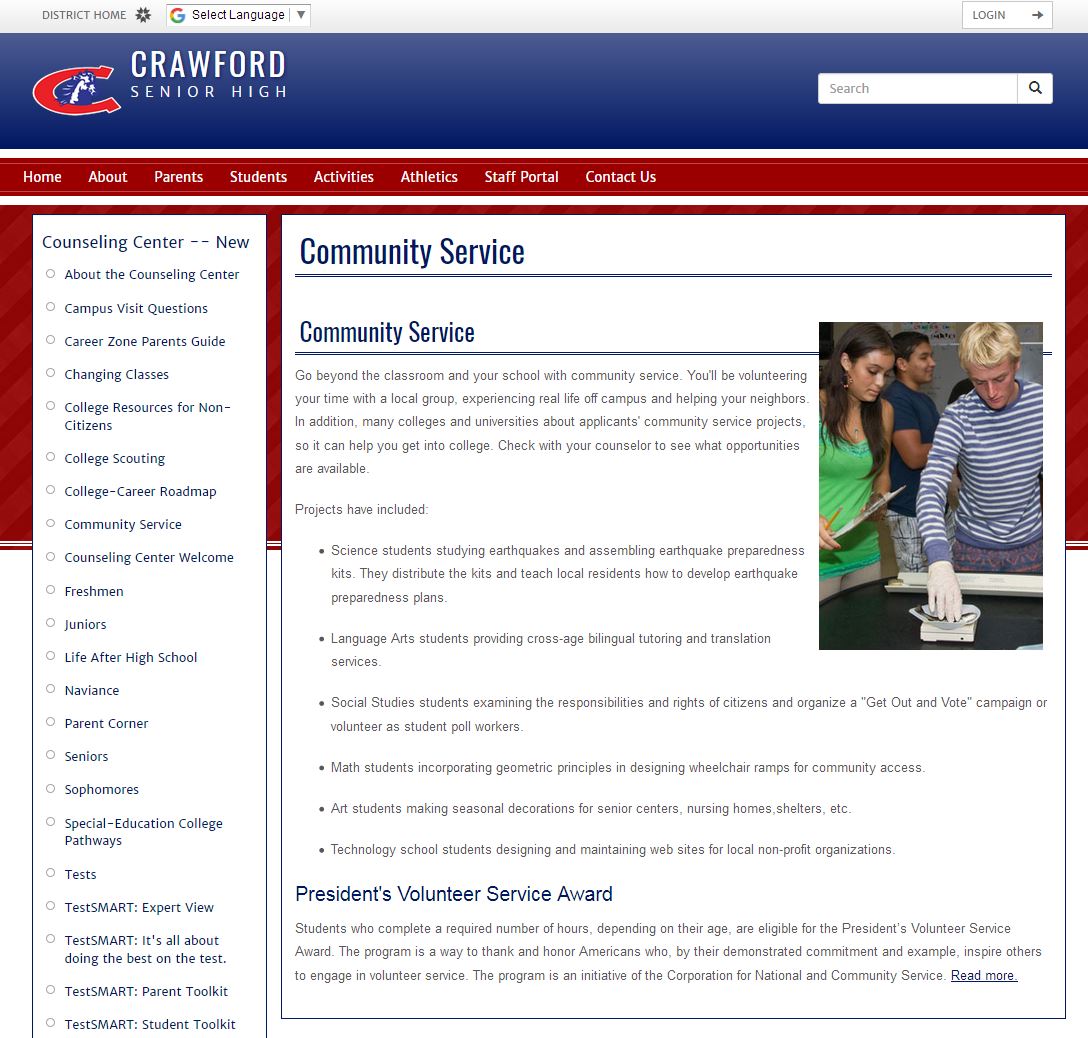 DISTRICT HOME
Select Language ▼
LOGIN
CRAWFORD
SENIOR HIGH
Search
Home About Parents Students Activities Athletics Staff Portal Contact Us
Counseling Center -- New
About the Counseling Center
Campus Visit Questions
Career Zone Parents Guide
Changing Classes
College Resources for Non-
Citizens
College Scouting
College-Career Roadmap
Community Service
Counseling Center Welcome
Freshmen
Juniors
Life After High School
Naviance
Parent Corner
Seniors
Sophomores
Special-Education College
Pathways
Tests
TestSMART: Expert View
TestSMART: It's all about
doing the best on the test.
TestSMART: Parent Toolkit
TestSMART: Student Toolkit
Community Service
Community Service
Go beyond the classroom and your school with community service. You'll be volunteering
your time with a local group, experiencing real life off campus and helping your neighbors.
In addition, many colleges and universities about applicants' community service projects,
so it can help you get into college. Check with your counselor to see what opportunities
are available.
Projects have included:
Science students studying earthquakes and assembling earthquake preparedness
kits. They distribute the kits and teach local residents how to develop earthquake
preparedness plans.
Language Arts students providing cross-age bilingual tutoring and translation
services.
Social Studies students examining the responsibilities and rights of citizens and organize a "Get Out and Vote" campaign or
volunteer as student poll workers.
Math students incorporating geometric principles in designing wheelchair ramps for community access.
Art students making seasonal decorations for senior centers, nursing homes,shelters, etc.
Technology school students designing and maintaining web sites for local non-profit organizations.
President's Volunteer Service Award
Students who complete a required number of hours, depending on their age, are eligible for the President's Volunteer Service
Award. The program is a way to thank and honor Americans who, by their demonstrated commitment and example, inspire others
to engage in volunteer service. The program is an initiative of the Corporation for National and Community Service. Read more.